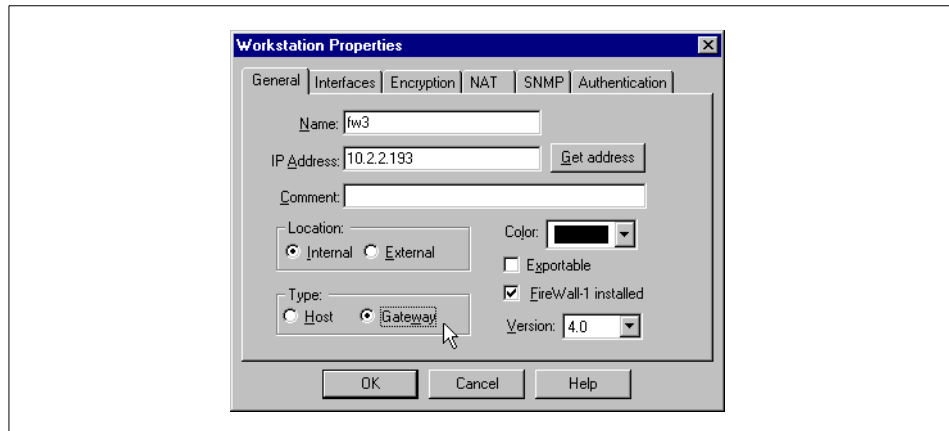 Workstation Properties
General Interfaces Encryption NAT SNMP Authentication
Name: fw3
IP Address: 10.2.2.193 Get address
Comment:
Location:
Internal External
Color:
Exportable
FireWall-1 installed
Type:
Host Gateway
Version: 4.0
OK Cancel Help